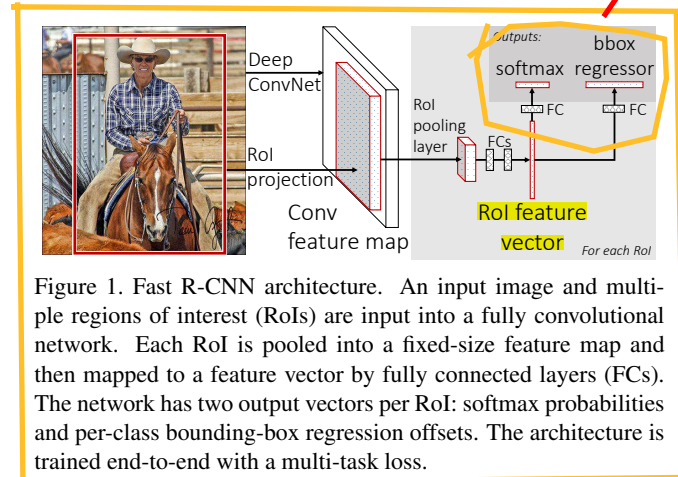 Outputs:
bbox
softmax regressor
Deep
ConvNet
FC FC
RoI
pooling
layer
FCs
RoI
projection
Conv
feature map
RoI feature
vector
For each RoI
Figure 1. Fast R-CNN architecture. An input image and multi-
ple regions of interest (RoIs) are input into a fully convolutional
network. Each RoI is pooled into a fixed-size feature map and
then mapped to a feature vector by fully connected layers (FCs).
The network has two output vectors per RoI: softmax probabilities
and per-class bounding-box regression offsets. The architecture is
trained end-to-end with a multi-task loss.